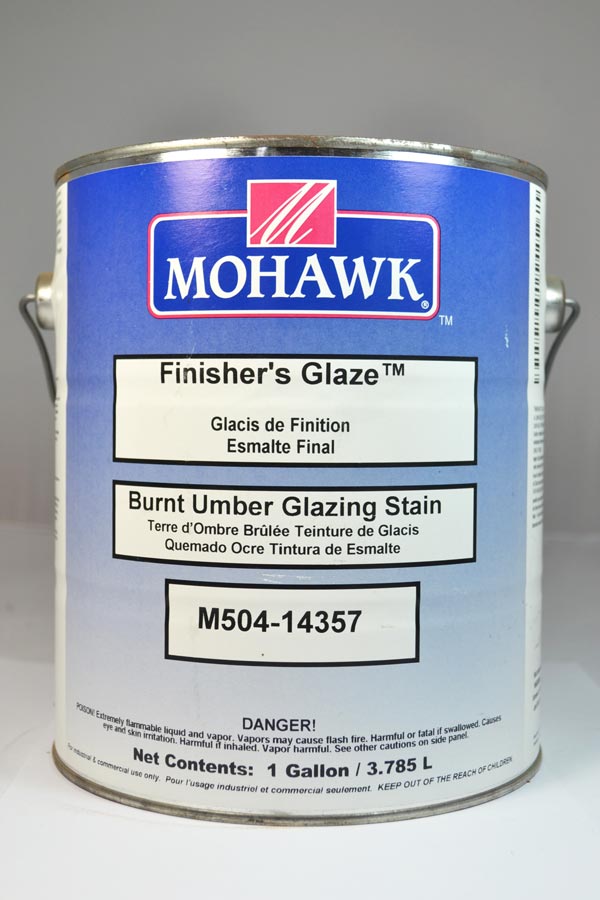 M
MOHAWK®
TM
Finisher's Glaze™
Glacis de Finition
Esmalte Final
Burnt Umber Glazing Stain
Terre d'Ombre Brûlée Teinture de Glacis
Quemado Ocre Tintura de Esmalte
M504-14357
DANGER!
POISON! Extremely flammable liquid and vapor. Vapors may cause flash fire. Harmful or fatal if swallowed. Causes
eye and skin irritation. Harmful if inhaled. Vapor harmful. See other cautions on side panel.
Net Contents: 1 Gallon / 3.785 L
For industrial & commercial use only. Pour l'usage industriel et commercial seulement. KEEP OUT OF THE REACH OF CHILDREN.